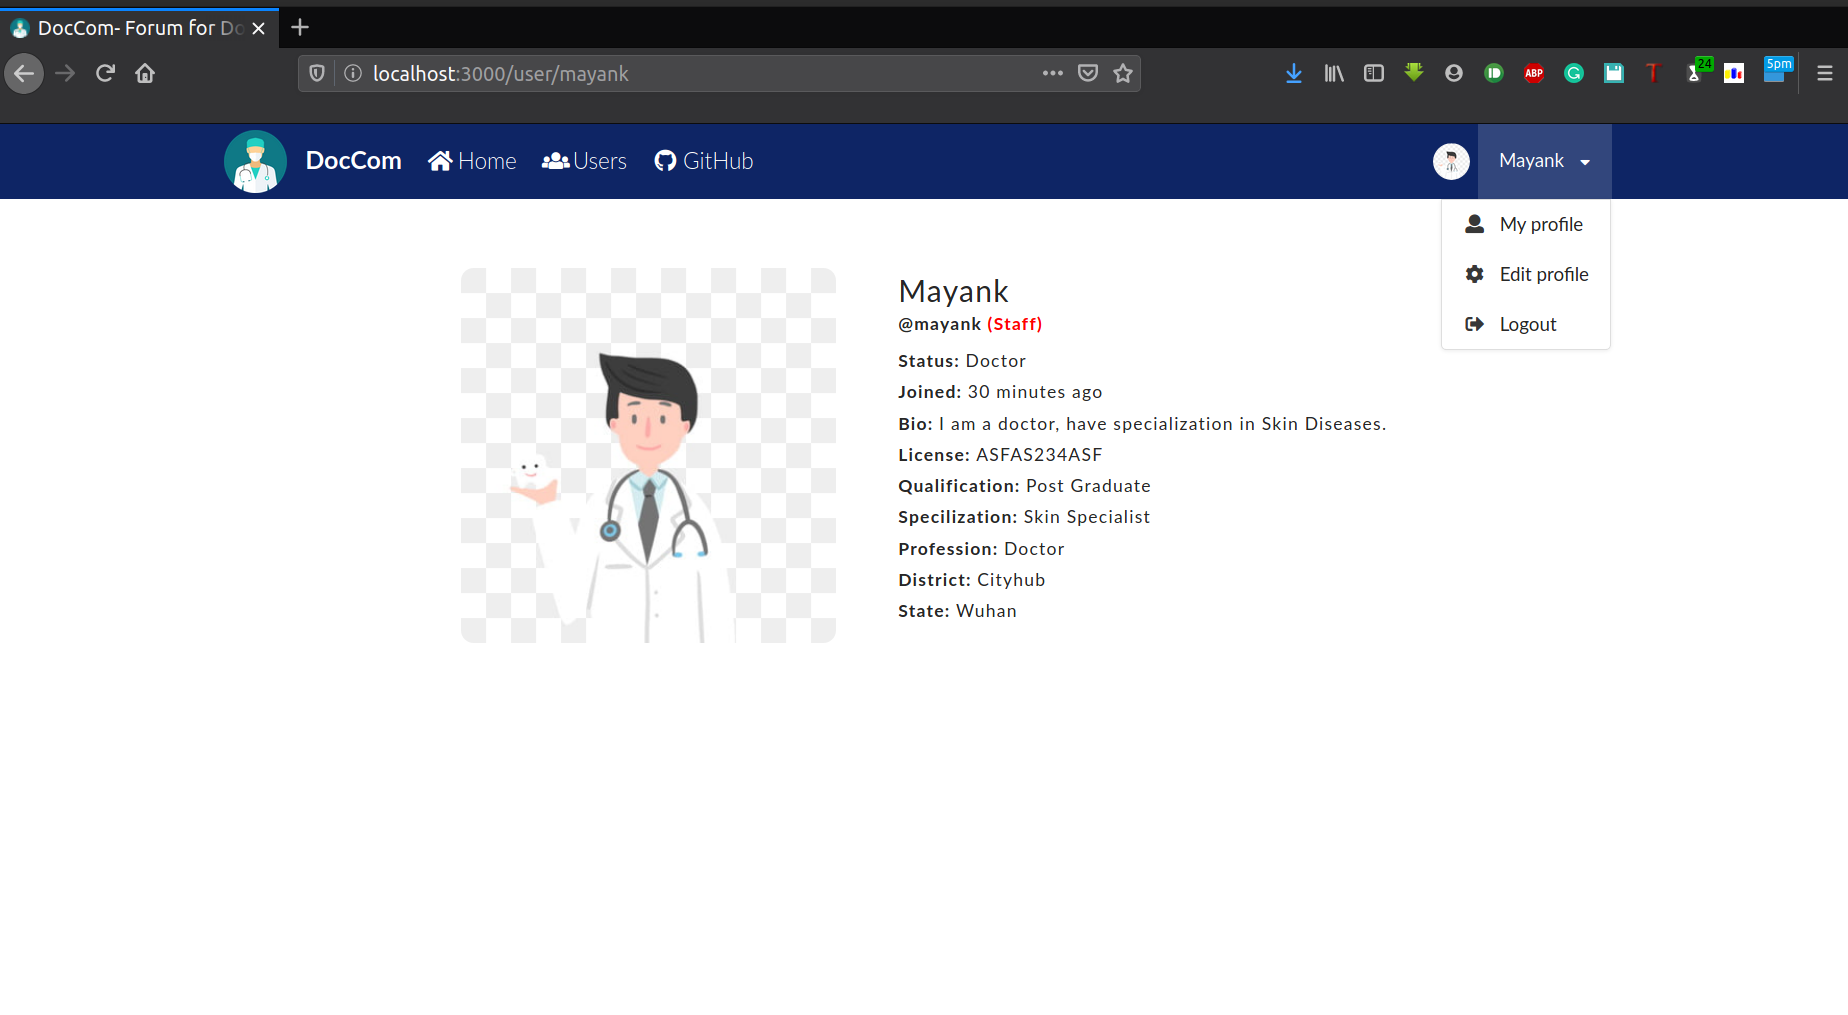 DocCom- Forum for Do
localhost:3000/user/mayank
ABP
24
5pm
DocCom Home Users GitHub
Mayank
My profile
Edit profile
Logout
Mayank
@mayank (Staff)
Status: Doctor
Joined: 30 minutes ago
Bio: I am a doctor, have specialization in Skin Diseases.
License: ASFAS234ASF
Qualification: Post Graduate
Specilization: Skin Specialist
Profession: Doctor
District: Cityhub
State: Wuhan